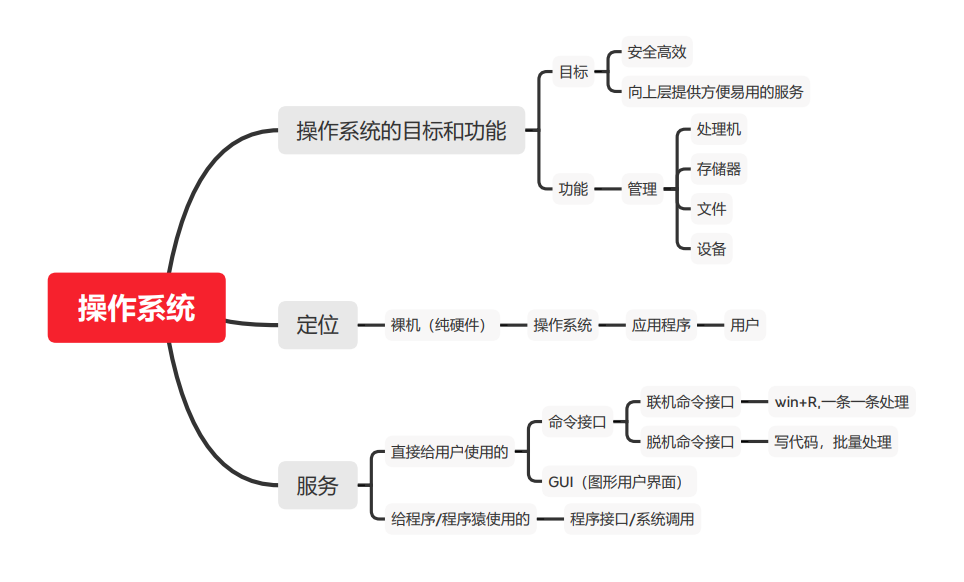 操作系统
操作系统的目标和功能
目标
安全高效
向上层提供方便易用的服务
功能
管理
处理机
存储器
文件
设备
定位
裸机（纯硬件）
操作系统
应用程序
用户
服务
直接给用户使用的
命令接口
联机命令接口
win+R,一条一条处理
脱机命令接口
写代码，批量处理
GUI（图形用户界面）
给程序/程序猿使用的
程序接口/系统调用